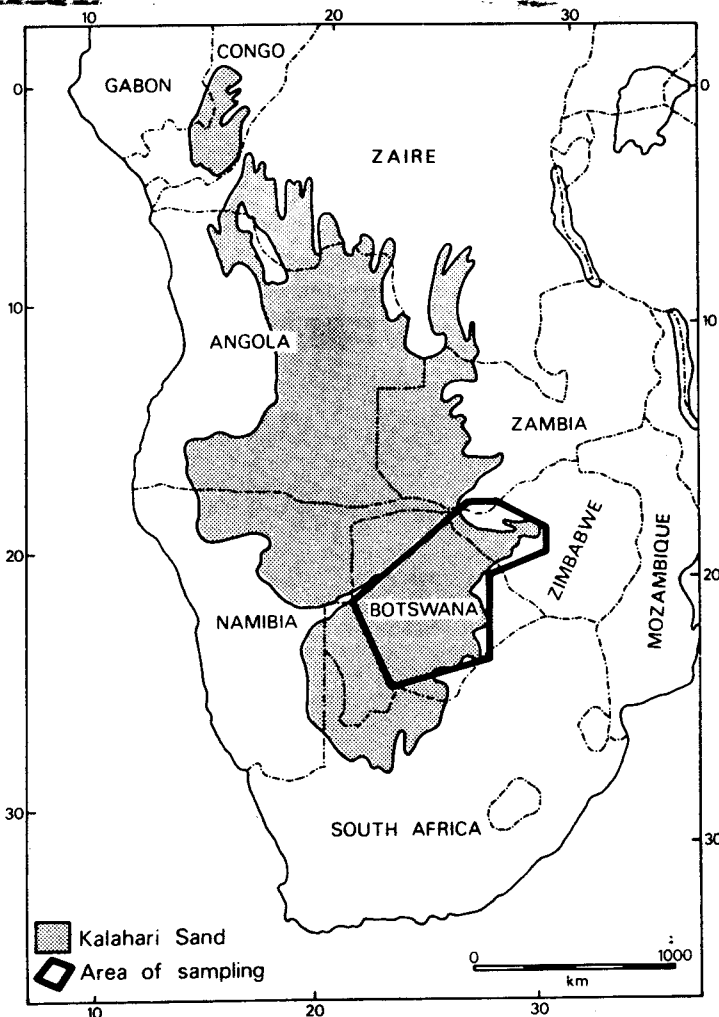 10 20 30
CONGO
GABON
0 0
ZAIRE
10 10
ANGOLA
ZAMBIA
ZIMBABWE
MOZAMBIQUE
20 20
NAMIBIA BOTSWANA
30 30
SOUTH AFRICA
Kalahari Sand
Area of sampling
0 1000
km
10 20 30